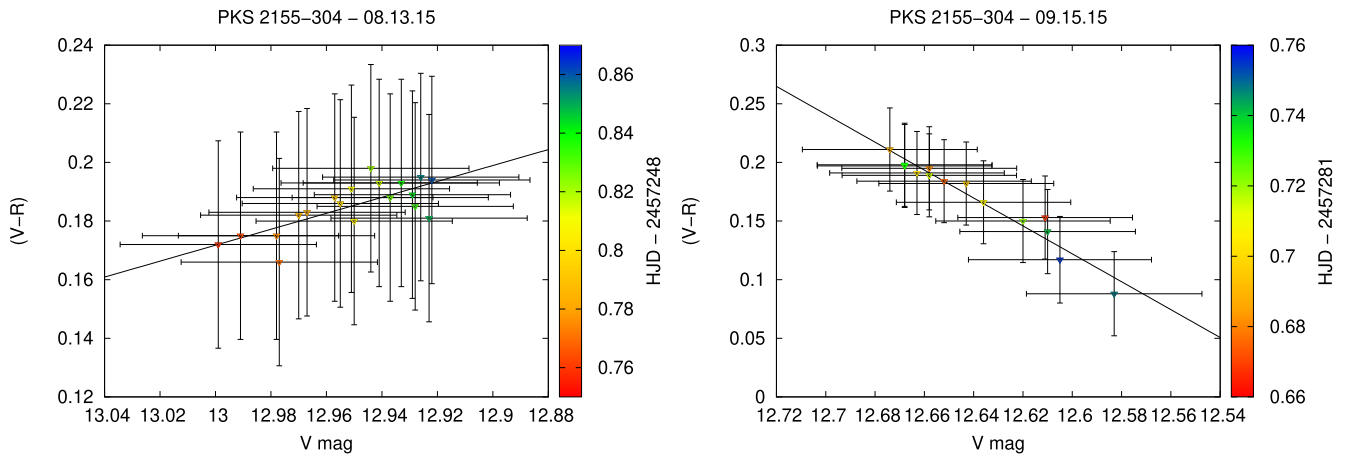 PKS 2155−304 − 08.13.15
0.24
0.22
0.2
0.18
0.16
0.14
0.12
(V−R)
13.04 13.02 13 12.98 12.96 12.94 12.92 12.9 12.88
V mag
0.86
0.84
0.82
0.8
0.78
0.76
HJD − 2457248
PKS 2155−304 − 09.15.15
0.3
0.25
0.2
0.15
0.1
0.05
0
(V−R)
12.72 12.7 12.68 12.66 12.64 12.62 12.6 12.58 12.56 12.54
V mag
0.76
0.74
0.72
0.7
0.68
0.66
HJD − 2457281